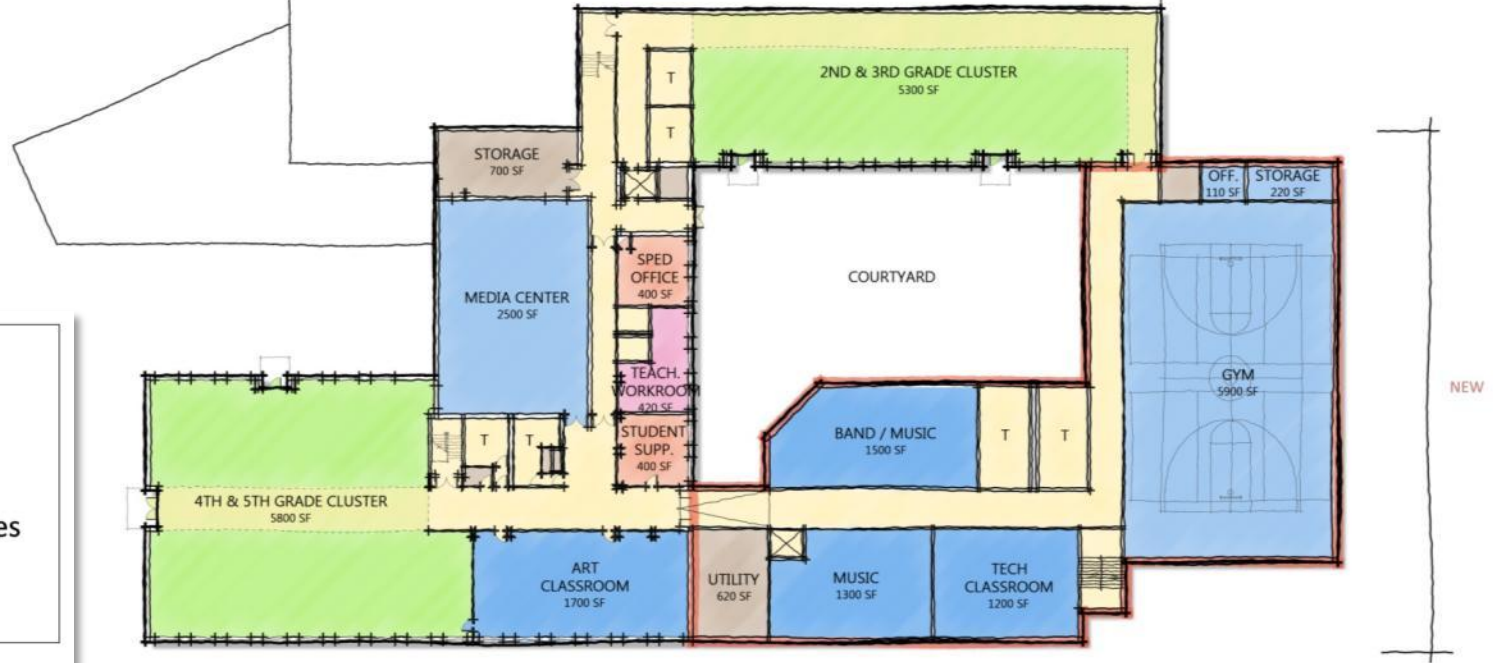 2ND & 3RD GRADE CLUSTER
5300 SF
T
T
STORAGE
700 SF
OFF.
110 SF
STORAGE
220 SF
SPED
OFFICE
400 SF
COURTYARD
MEDIA CENTER
2500 SF
TEACH.
WORKROOM
420 SF
GYM
5900 SF
NEW
STUDENT
SUPP.
400 SF
BAND / MUSIC
1500 SF
T
T
T
T
4TH & 5TH GRADE CLUSTER
5800 SF
es
ART
CLASSROOM
1700 SF
UTILITY
620 SF
MUSIC
1300 SF
TECH
CLASSROOM
1200 SF